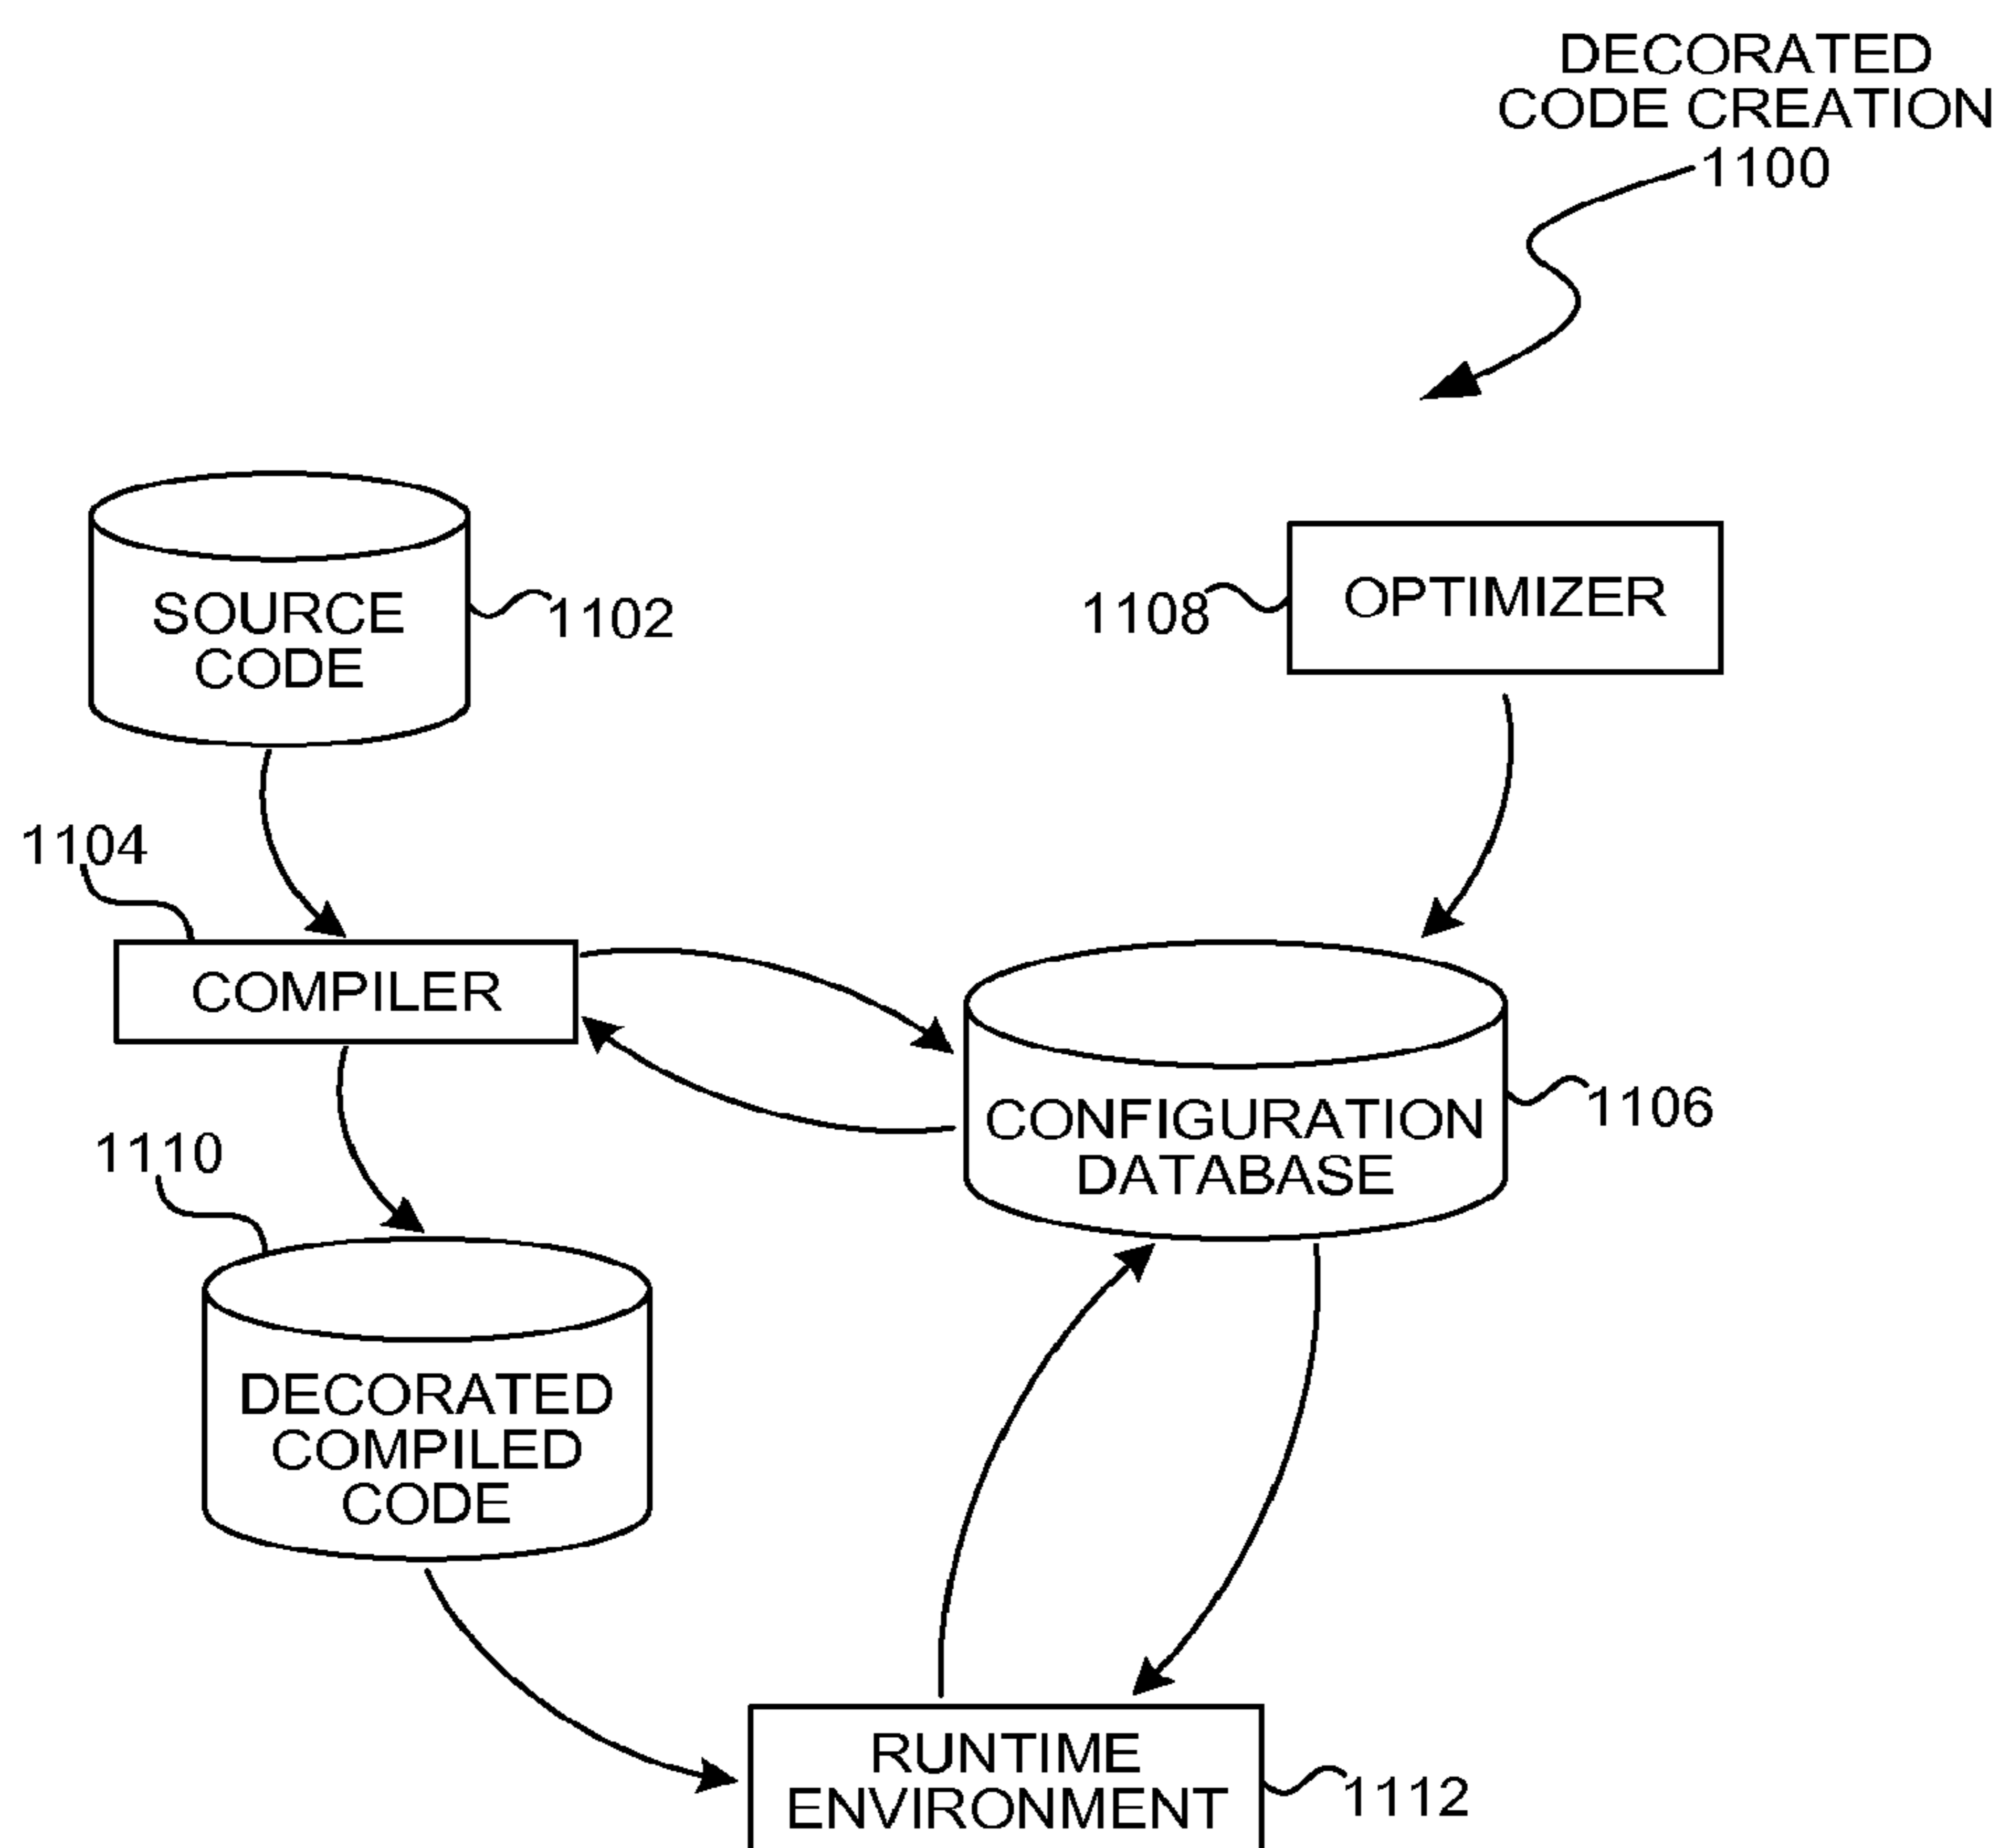 DECORATED
CODE CREATION
1100
SOURCE
CODE
1102
1108
OPTIMIZER
1104
COMPILER
CONFIGURATION
DATABASE
1106
1110
DECORATED
COMPILED
CODE
RUNTIME
ENVIRONMENT
1112